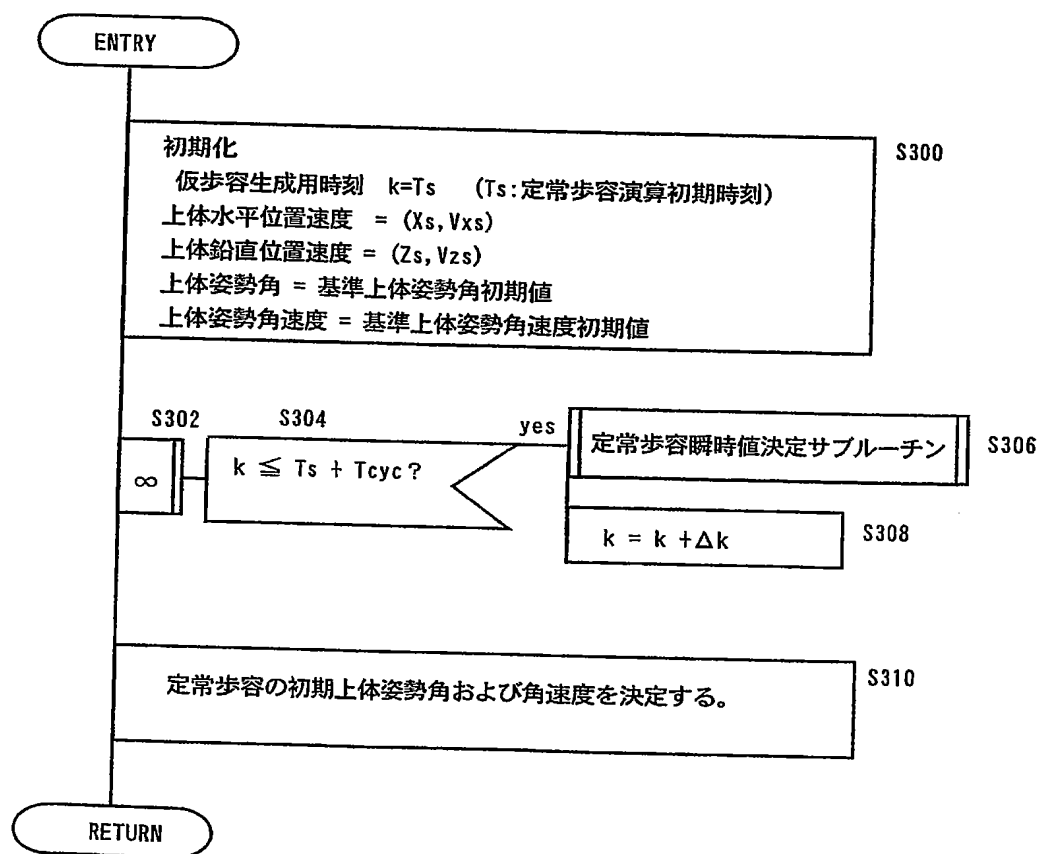 ENTRY
初期化
S300
仮歩容生成用時刻 k=Ts (Ts:定常歩容演算初期時刻)
上体水平位置速度 = (Xs,Vxs)
上体鉛直位置速度 = (Zs,Vzs)
上体姿勢角 = 基準上体姿勢角初期値
上体姿勢角速度 = 基準上体姿勢角速度初期値
S302
S304
yes
∞
k ≦ Ts + Tcyc?
定常歩容瞬時値決定サブルーチン
S306
k = k +Δk
S308
定常歩容の初期上体姿勢角および角速度を決定する。
S310
RETURN